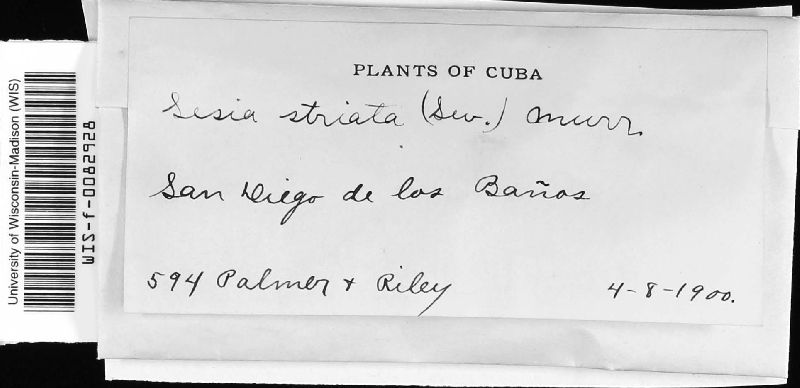 PLANTS OF CUBA
Sesia striata (Sw.) Murr.
San Diego de los Baños
594 Palmer + Riley
4-8-1900.
University of Wisconsin-Madison (WIS)
WIS-f-0082928